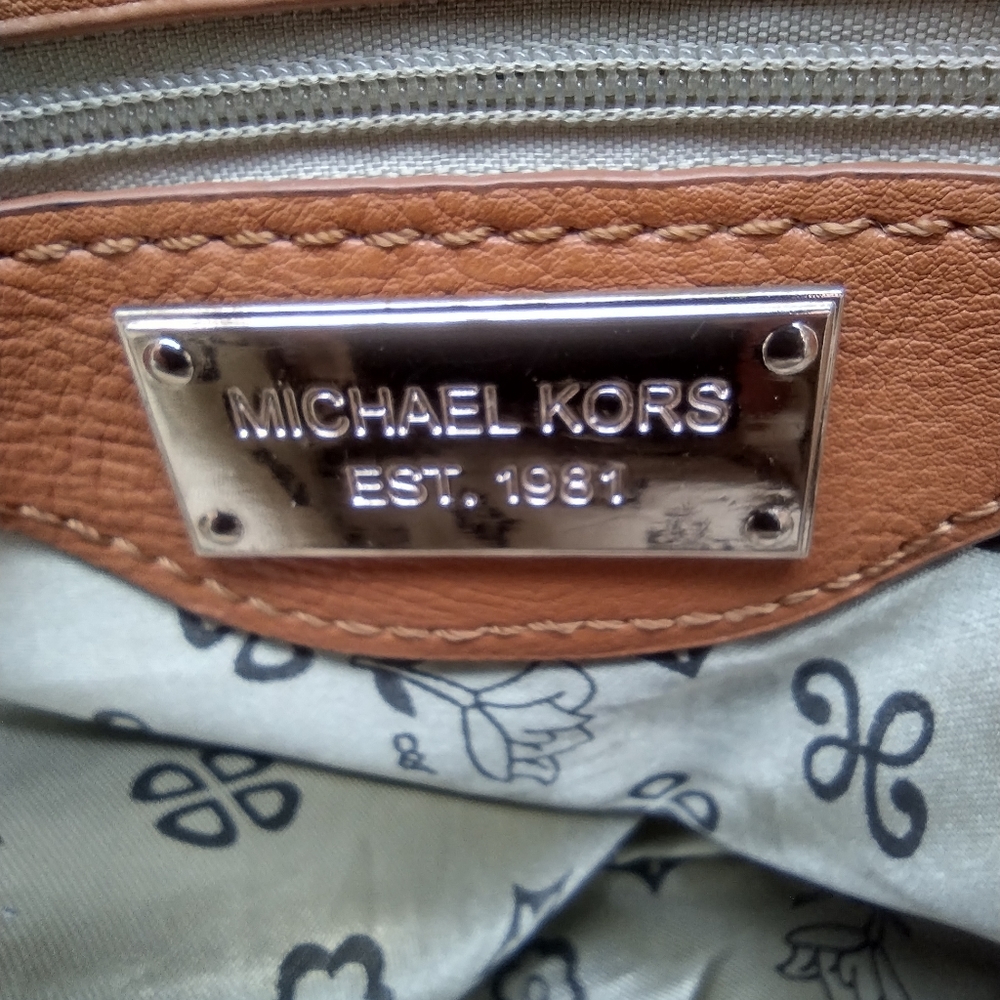 MICHAEL KORS
EST. 1981